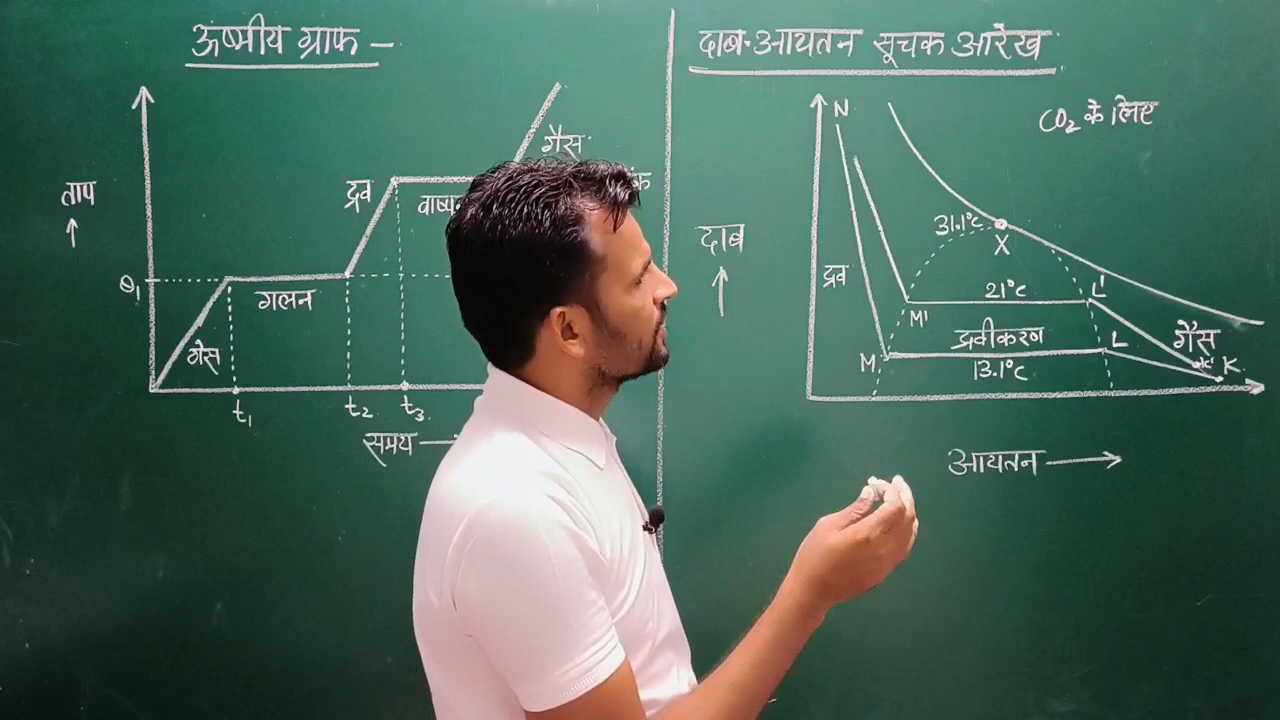 ऊष्मीय ग्राफ -
ताप
↑
गैस
द्रव
θ₁
गलन
गैस
t₁ t₂ t₃
समय
दाब-आयतन सूचक आरेख
CO₂ के लिए
N
31.1°C
X
दाब
↑
द्रव
21°C
M' L'
द्रवीकरण
M L
13.1°C
गैस
K
आयतन →